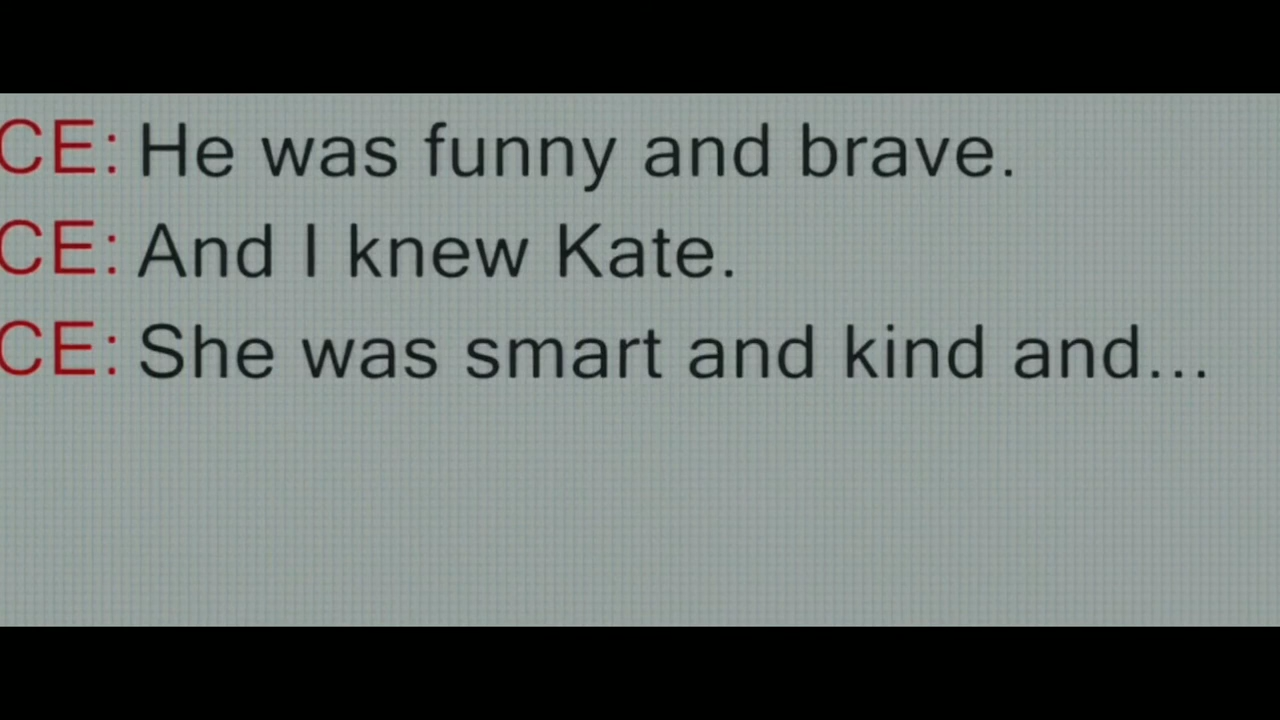 CE: He was funny and brave.
CE: And I knew Kate.
CE: She was smart and kind and...